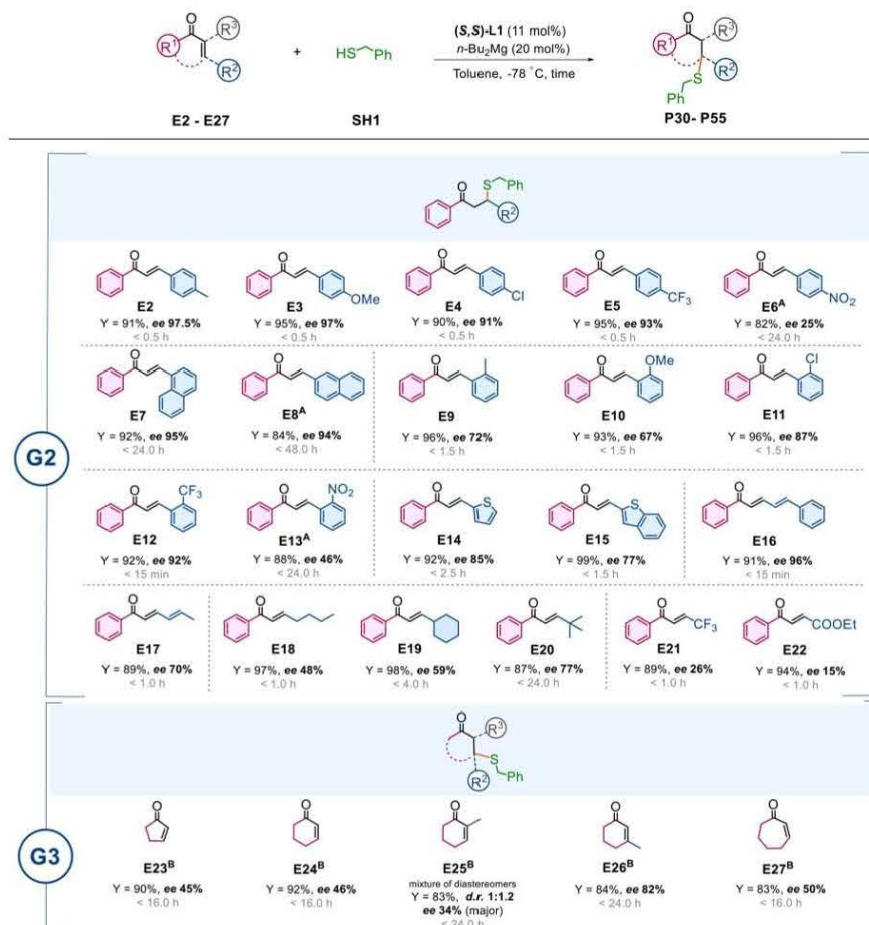 O
R³
R¹
R²
+
HS Ph
(S,S)-L1 (11 mol%)
n-Bu₂Mg (20 mol%)
Toluene, -78 °C, time
O
R³
R¹
R²
S
Ph
E2 - E27 SH1 P30- P55
G2
O S Ph
R²
O O OMe O Cl O CF₃ O NO₂
E2 E3 E4 E5 E6ᴬ
Y = 91%, ee 97.5% Y = 95%, ee 97% Y = 90%, ee 91% Y = 95%, ee 93% Y = 82%, ee 25%
< 0.5 h < 0.5 h < 0.5 h < 0.5 h < 24.0 h
O O O O OMe O Cl
E7 E8ᴬ E9 E10 E11
Y = 92%, ee 95% Y = 84%, ee 94% Y = 96%, ee 72% Y = 93%, ee 67% Y = 96%, ee 87%
< 24.0 h < 48.0 h < 1.5 h < 1.5 h < 1.5 h
O CF₃ O NO₂ O S O S O
E12 E13ᴬ E14 E15 E16
Y = 92%, ee 92% Y = 88%, ee 46% Y = 92%, ee 85% Y = 99%, ee 77% Y = 91%, ee 96%
< 15 min < 24.0 h < 2.5 h < 1.5 h < 15 min
O O O O O CF₃ O COOEt
E17 E18 E19 E20 E21 E22
Y = 89%, ee 70% Y = 97%, ee 48% Y = 98%, ee 59% Y = 87%, ee 77% Y = 89%, ee 26% Y = 94%, ee 15%
< 1.0 h < 1.0 h < 4.0 h < 24.0 h < 1.0 h < 1.0 h
G3
O
R³
S
R² Ph
O O O O O
E23ᴮ E24ᴮ E25ᴮ E26ᴮ E27ᴮ
mixture of diastereomers
Y = 90%, ee 45% Y = 92%, ee 46% Y = 83%, d.r. 1:1.2 Y = 84%, ee 82% Y = 83%, ee 50%
< 16.0 h < 16.0 h ee 34% (major) < 24.0 h < 16.0 h
< 24.0 h